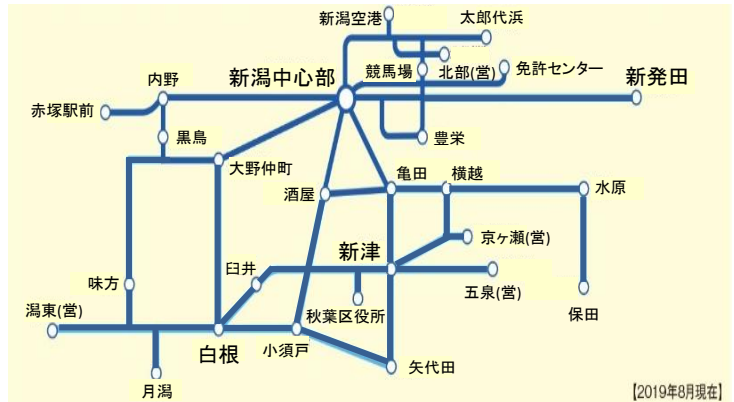 新潟空港
太郎代浜
競馬場
北部(営)
免許センター
新潟中心部
新発田
内野
赤塚駅前
黒鳥
豊栄
大野仲町
亀田
横越
水原
酒屋
京ヶ瀬(営)
新津
臼井
味方
秋葉区役所
五泉(営)
保田
潟東(営)
白根
小須戸
矢代田
月潟
【2019年8月現在】